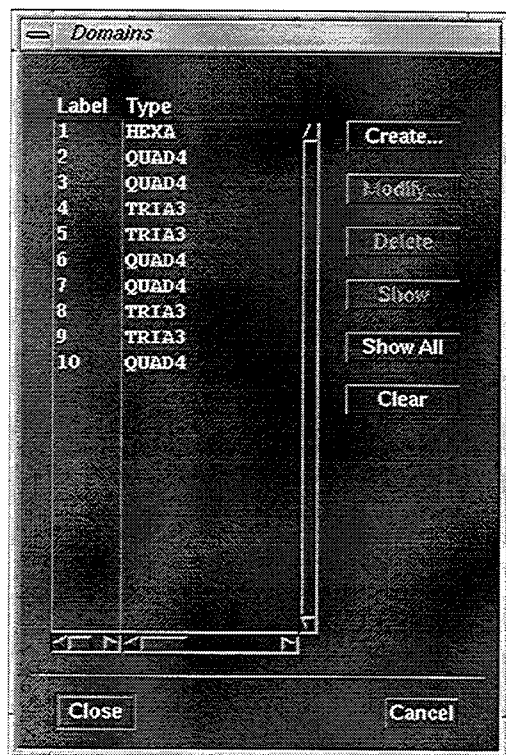 Domains
Label Type
1 HEXA
2 QUAD4
3 QUAD4
4 TRIA3
5 TRIA3
6 QUAD4
7 QUAD4
8 TRIA3
9 TRIA3
10 QUAD4
Create...
Modify...
Delete
Show
Show All
Clear
Close
Cancel